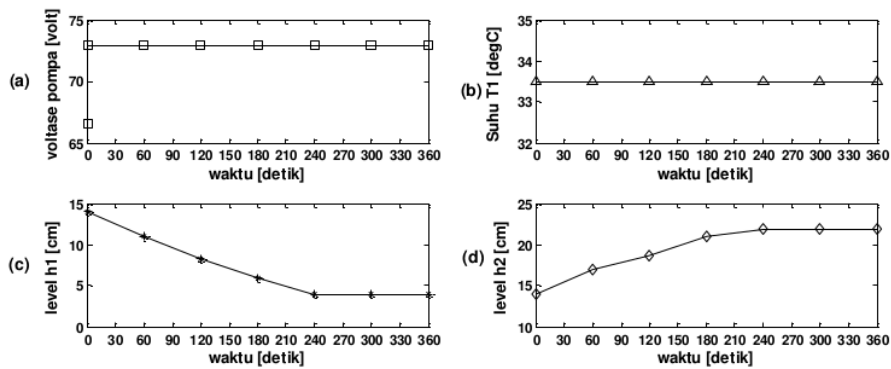 (a)
voltase pompa [volt]
75
70
65
0 30 60 90 120 150 180 210 240 270 300 330 360
waktu [detik]
(b)
Suhu T1 [degC]
35
34
33
32
0 30 60 90 120 150 180 210 240 270 300 330 360
waktu [detik]
(c)
level h1 [cm]
15
10
5
0
0 30 60 90 120 150 180 210 240 270 300 330 360
waktu [detik]
(d)
level h2 [cm]
25
20
15
10
0 30 60 90 120 150 180 210 240 270 300 330 360
waktu [detik]